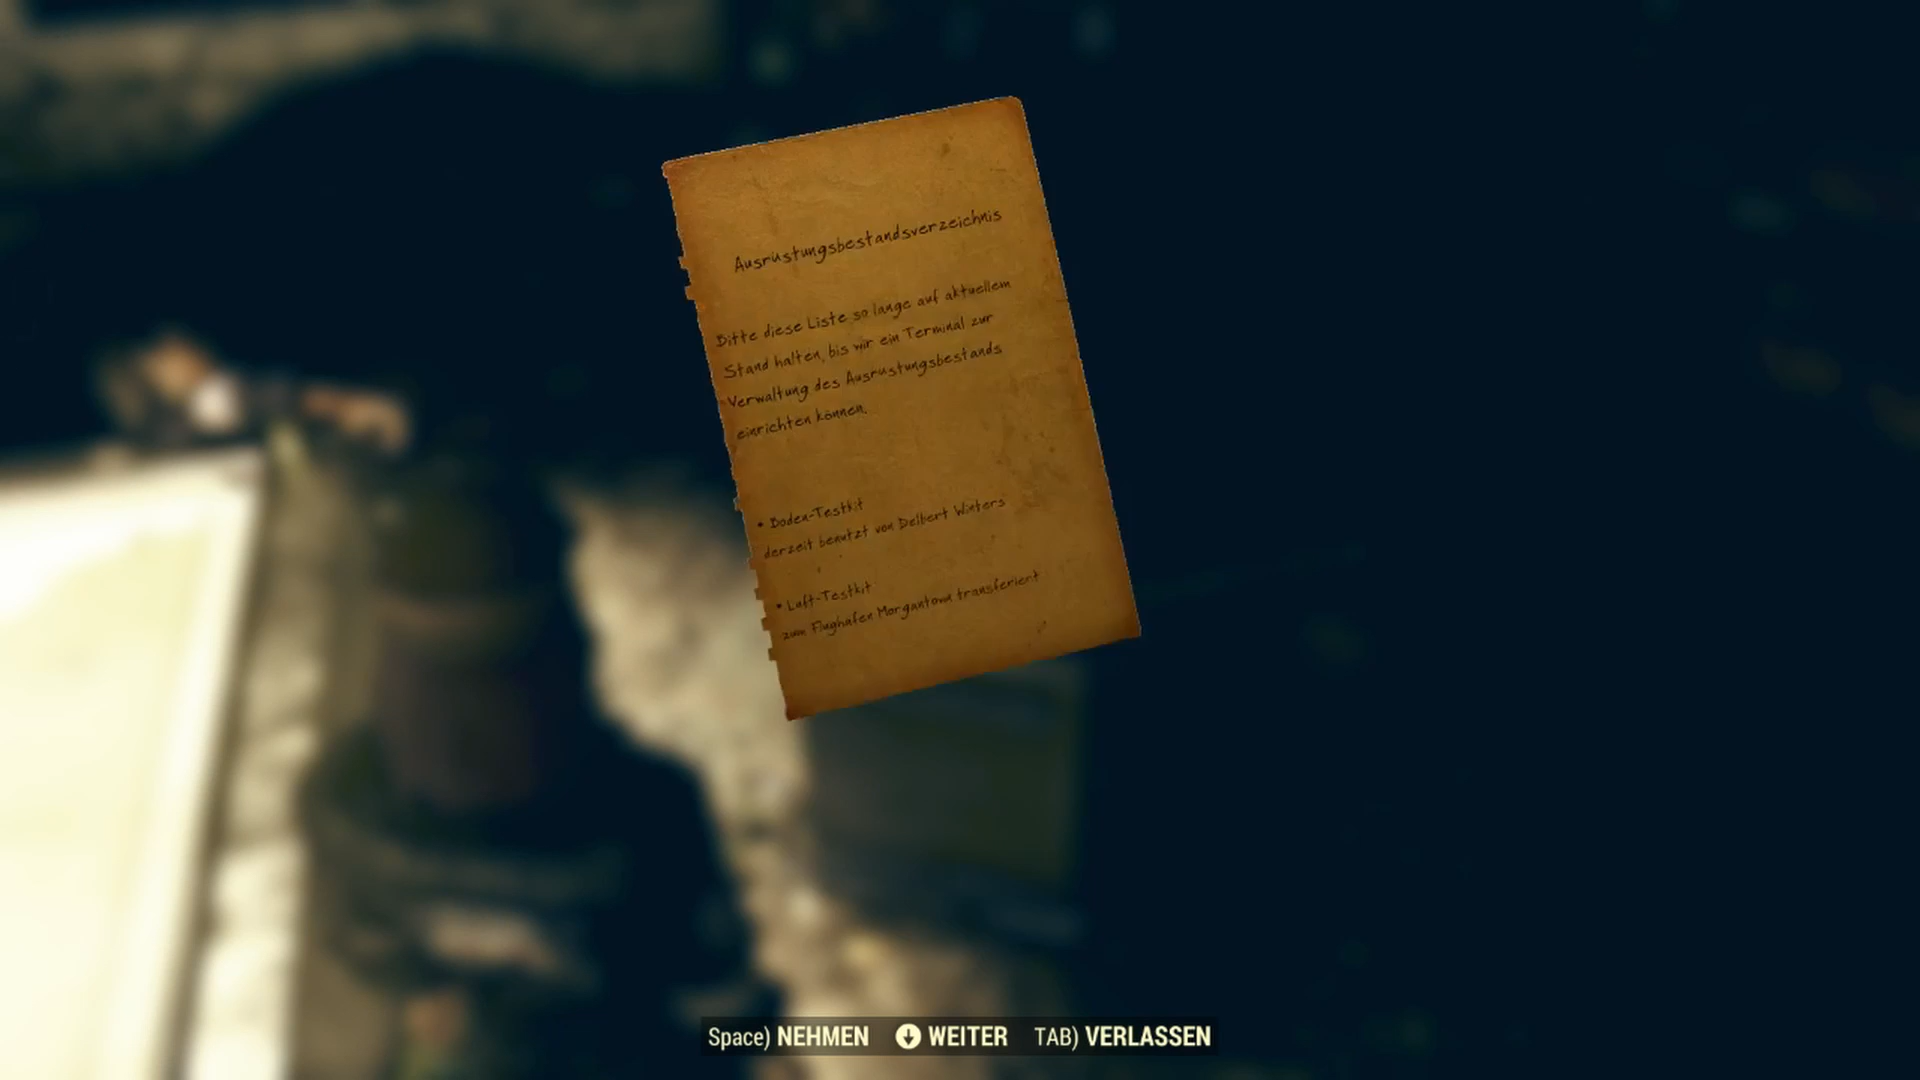 Ausrüstungsbestandsverzeichnis
Bitte diese Liste so lange auf aktuellem
Stand halten, bis wir ein Terminal zur
Verwaltung des Ausrüstungsbestands
einrichten können.
• Boden-Testkit
derzeit benutzt von Delbert Winters
• Luft-Testkit
zum Flughafen Morgantown transferiert
Space) NEHMEN WEITER TAB) VERLASSEN